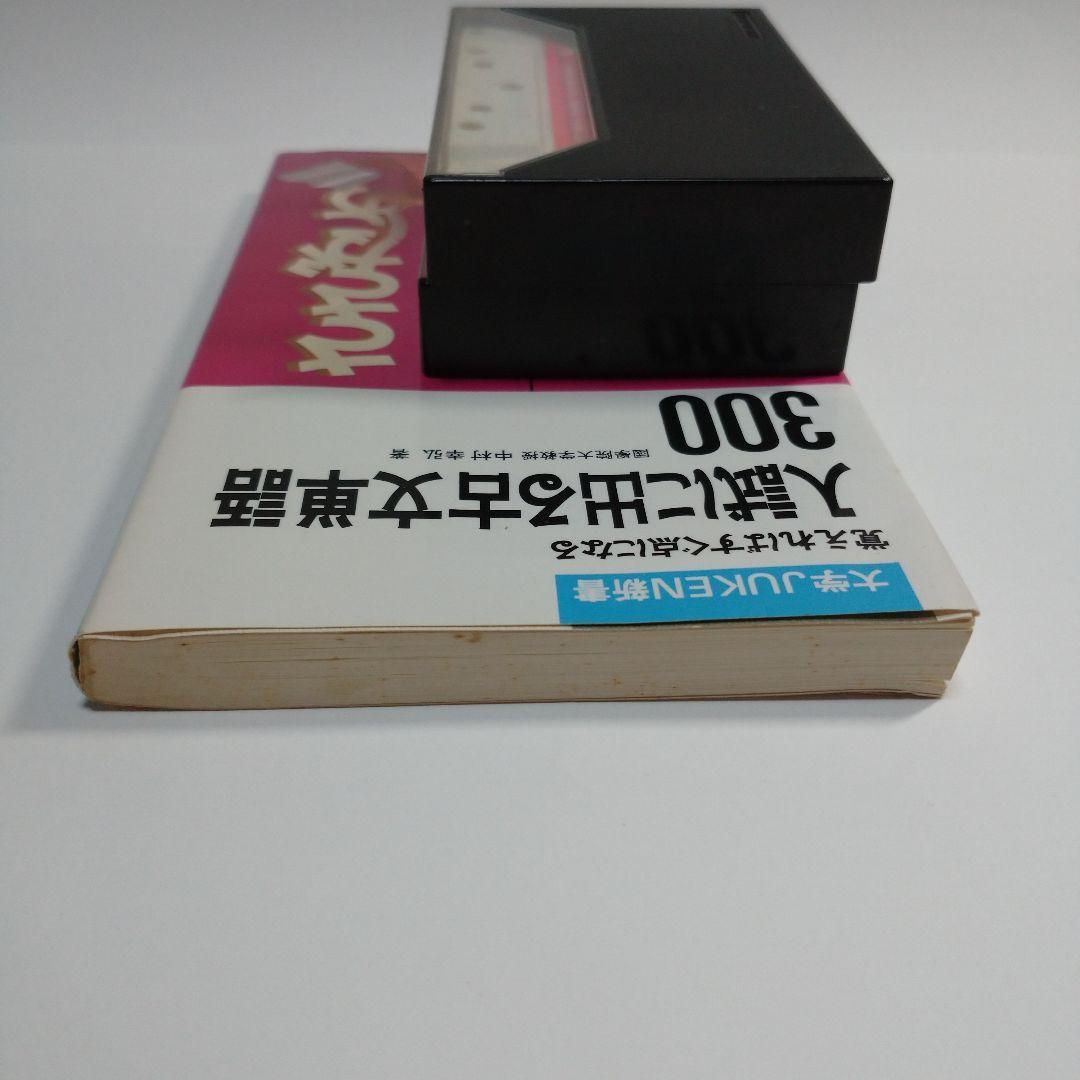 大学JUKEN新書
覚えればすぐ点になる
入試に出る古文単語
300
國學院大学教授 中村幸弘 著